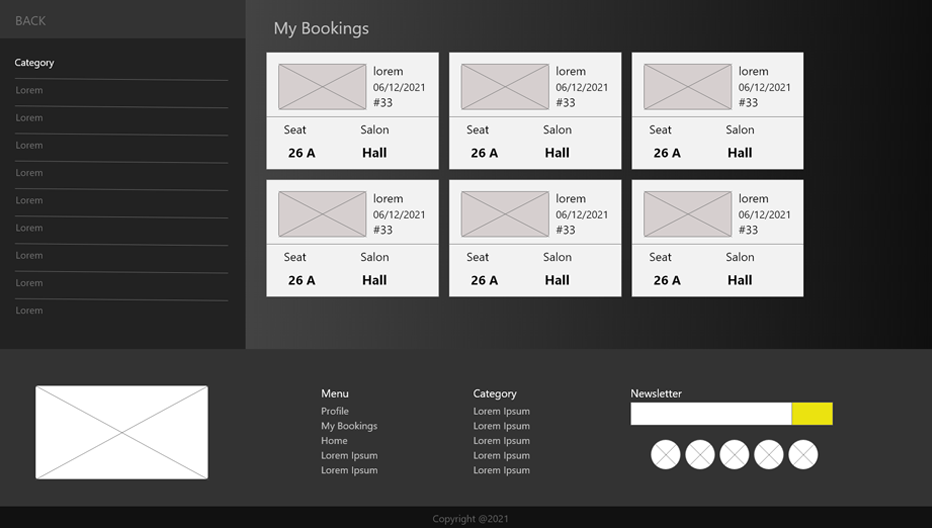 BACK
Category
Lorem
Lorem
Lorem
Lorem
Lorem
Lorem
Lorem
Lorem
Lorem
My Bookings
lorem
06/12/2021
#33
Seat Salon
26 A Hall
lorem
06/12/2021
#33
Seat Salon
26 A Hall
lorem
06/12/2021
#33
Seat Salon
26 A Hall
lorem
06/12/2021
#33
Seat Salon
26 A Hall
lorem
06/12/2021
#33
Seat Salon
26 A Hall
lorem
06/12/2021
#33
Seat Salon
26 A Hall
Menu
Profile
My Bookings
Home
Lorem Ipsum
Lorem Ipsum
Category
Lorem Ipsum
Lorem Ipsum
Lorem Ipsum
Lorem Ipsum
Lorem Ipsum
Newsletter
Copyright @2021